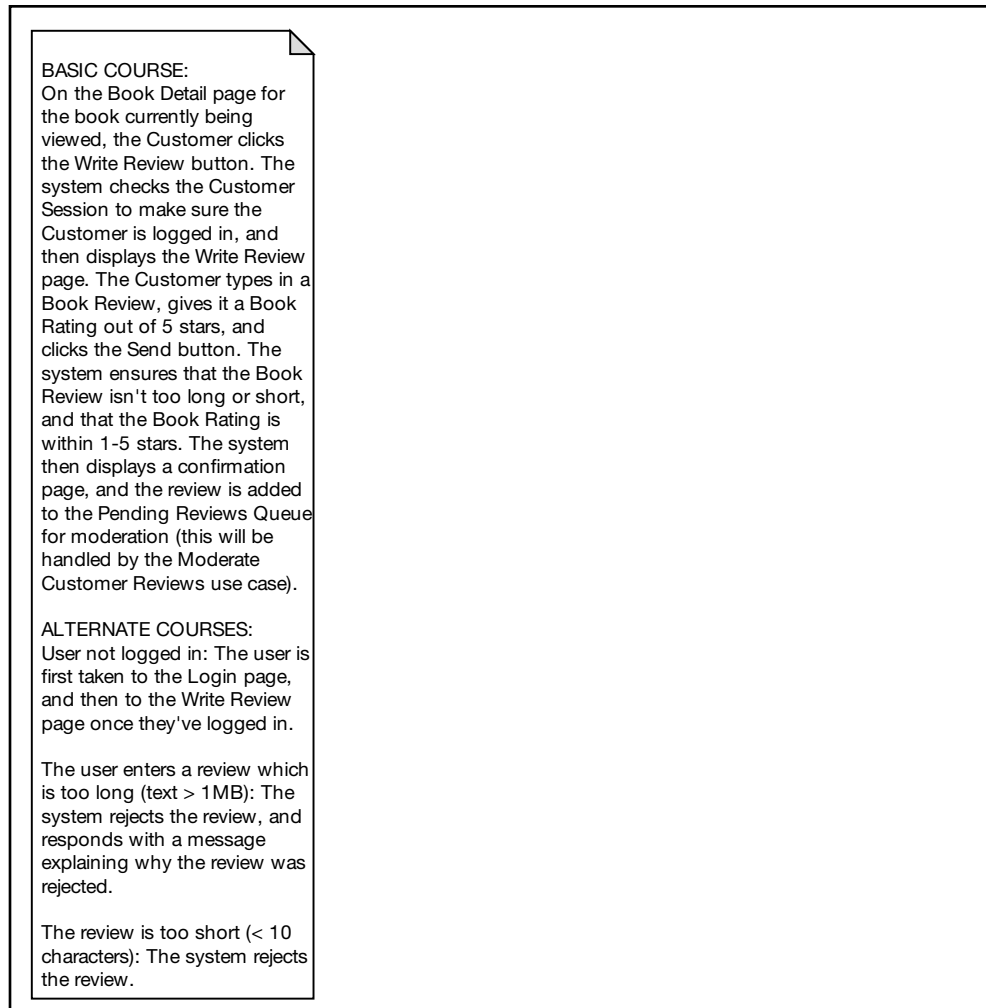 BASIC COURSE:
On the Book Detail page for
the book currently being
viewed, the Customer clicks
the Write Review button. The
system checks the Customer
Session to make sure the
Customer is logged in, and
then displays the Write Review
page. The Customer types in a
Book Review, gives it a Book
Rating out of 5 stars, and
clicks the Send button. The
system ensures that the Book
Review isn't too long or short,
and that the Book Rating is
within 1-5 stars. The system
then displays a confirmation
page, and the review is added
to the Pending Reviews Queue
for moderation (this will be
handled by the Moderate
Customer Reviews use case).
ALTERNATE COURSES:
User not logged in: The user is
first taken to the Login page,
and then to the Write Review
page once they've logged in.
The user enters a review which
is too long (text > 1MB): The
system rejects the review, and
responds with a message
explaining why the review was
rejected.
The review is too short (< 10
characters): The system rejects
the review.